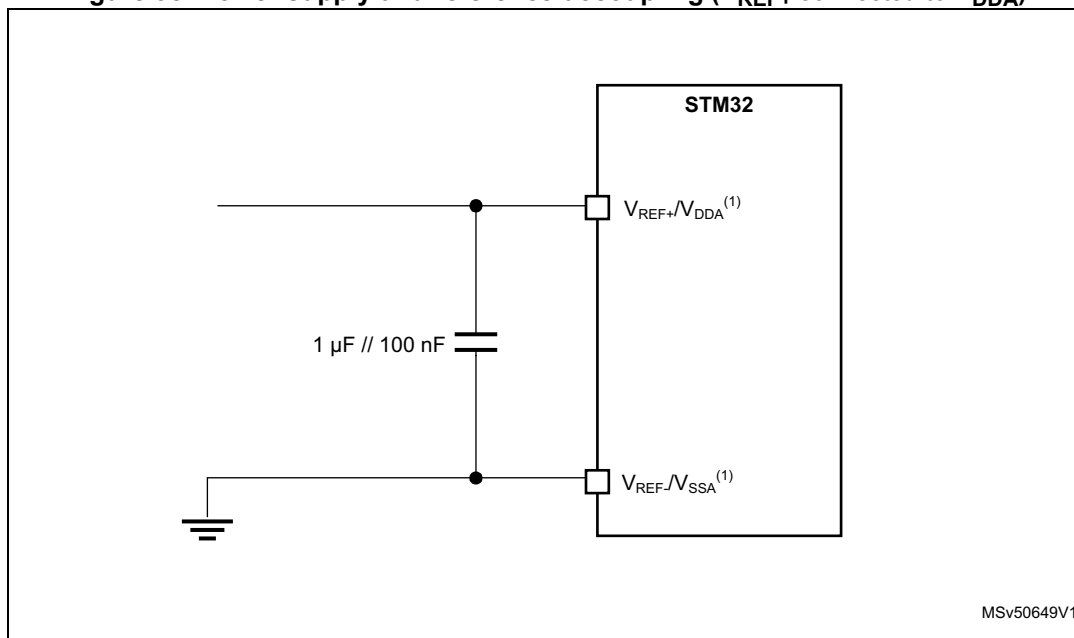 STM32
VREF+/VDDA(1)
1 µF // 100 nF
VREF-/VSSA(1)
MSv50649V1